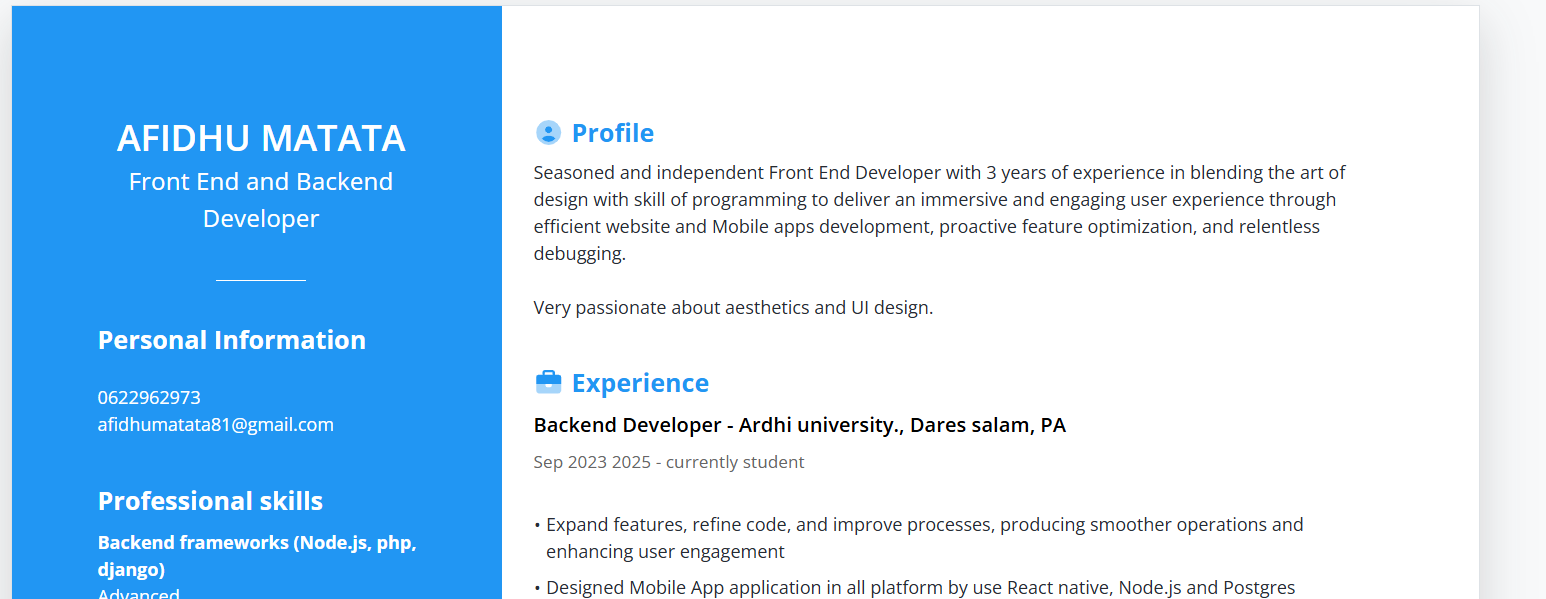 AFIDHU MATATA
Front End and Backend
Developer
Personal Information
0622962973
afidhumatata81@gmail.com
Professional skills
Backend frameworks (Node.js, php,
django)
Advanced
Profile
Seasoned and independent Front End Developer with 3 years of experience in blending the art of
design with skill of programming to deliver an immersive and engaging user experience through
efficient website and Mobile apps development, proactive feature optimization, and relentless
debugging.
Very passionate about aesthetics and UI design.
Experience
Backend Developer - Ardhi university., Dares salam, PA
Sep 2023 2025 - currently student
• Expand features, refine code, and improve processes, producing smoother operations and
enhancing user engagement
• Designed Mobile App application in all platform by use React native, Node.js and Postgres